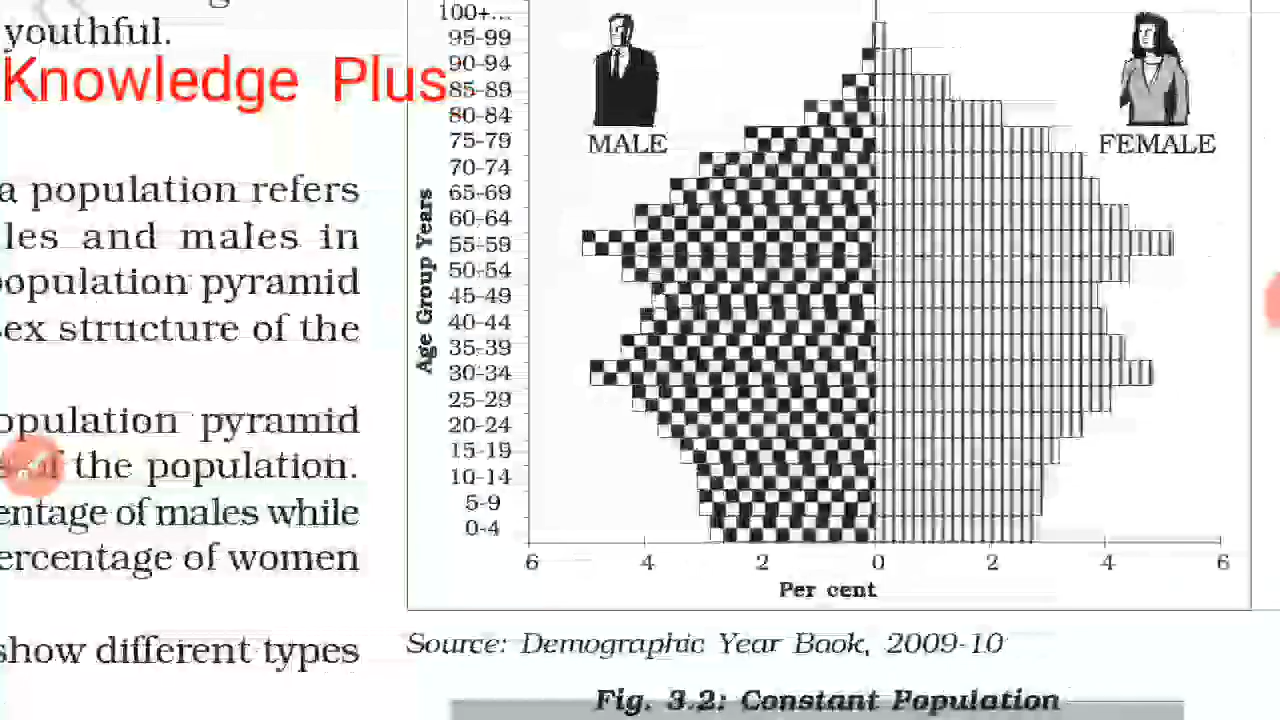 youthful.
Knowledge Plus
a population refers
les and males in
opulation pyramid
ex structure of the
opulation pyramid
of the population.
entage of males while
ercentage of women
show different types
100+...
95-99
90-94
85-89
80-84
75-79
70-74
65-69
60-64
55-59
50-54
45-49
40-44
35-39
30-34
25-29
20-24
15-19
10-14
5-9
0-4
Age Group Years
MALE
FEMALE
6 4 2 0 2 4 6
Per cent
Source: Demographic Year Book, 2009-10
Fig. 3.2: Constant Population